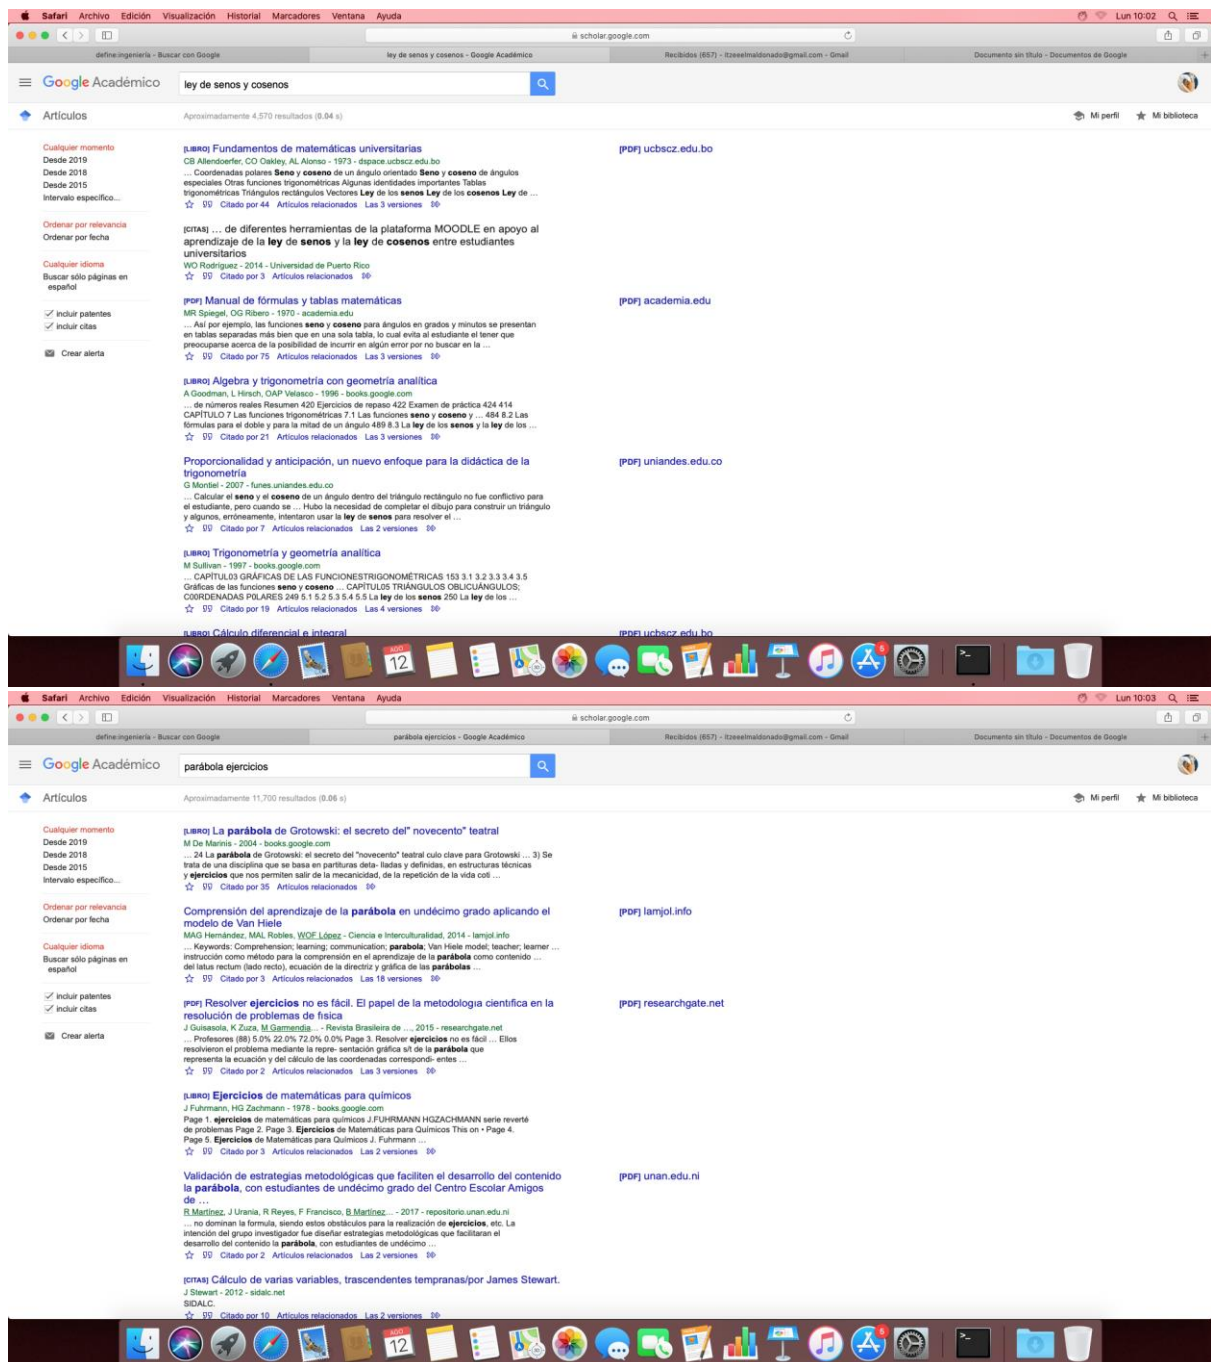 Safari Archivo Edición Visualización Historial Marcadores Ventana Ayuda Lun 10:02
scholar.google.com
define:ingeniería - Buscar con Google ley de senos y cosenos - Google Académico Recibidos (657) - itzeeelmaldonado@gmail.com - Gmail Documento sin título - Documentos de Google
Google Académico ley de senos y cosenos
Artículos Aproximadamente 4,570 resultados (0.04 s) Mi perfil Mi biblioteca
Cualquier momento
Desde 2019
Desde 2018
Desde 2015
Intervalo específico...
Ordenar por relevancia
Ordenar por fecha
Cualquier idioma
Buscar sólo páginas en
español
incluir patentes
incluir citas
Crear alerta
[LIBRO] Fundamentos de matemáticas universitarias [PDF] ucbscz.edu.bo
CB Allendoerfer, CO Oakley, AL Alonso - 1973 - dspace.ucbscz.edu.bo
... Coordenadas polares Seno y coseno de un ángulo orientado Seno y coseno de ángulos
especiales Otras funciones trigonométricas Algunas identidades importantes Tablas
trigonométricas Triángulos rectángulos Vectores Ley de los senos Ley de los cosenos Ley de ...
Citado por 44 Artículos relacionados Las 3 versiones
[CITAS] ... de diferentes herramientas de la plataforma MOODLE en apoyo al
aprendizaje de la ley de senos y la ley de cosenos entre estudiantes
universitarios
WO Rodríguez - 2014 - Universidad de Puerto Rico
Citado por 3 Artículos relacionados
[PDF] Manual de fórmulas y tablas matemáticas [PDF] academia.edu
MR Spiegel, OG Ribero - 1970 - academia.edu
... Así por ejemplo, las funciones seno y coseno para ángulos en grados y minutos se presentan
en tablas separadas más bien que en una sola tabla, lo cual evita al estudiante el tener que
preocuparse acerca de la posibilidad de incurrir en algún error por no buscar en la ...
Citado por 75 Artículos relacionados Las 3 versiones
[LIBRO] Algebra y trigonometría con geometría analítica
A Goodman, L Hirsch, OAP Velasco - 1996 - books.google.com
... de números reales Resumen 420 Ejercicios de repaso 422 Examen de práctica 424 414
CAPÍTULO 7 Las funciones trigonométricas 7.1 Las funciones seno y coseno y ... 484 8.2 Las
fórmulas para el doble y para la mitad de un ángulo 489 8.3 La ley de los senos y la ley de los ...
Citado por 21 Artículos relacionados Las 3 versiones
Proporcionalidad y anticipación, un nuevo enfoque para la didáctica de la [PDF] uniandes.edu.co
trigonometría
G Montiel - 2007 - funes.uniandes.edu.co
... Calcular el seno y el coseno de un ángulo dentro del triángulo rectángulo no fue conflictivo para
el estudiante, pero cuando se ... Hubo la necesidad de completar el dibujo para construir un triángulo
y algunos, erróneamente, intentaron usar la ley de senos para resolver el ...
Citado por 7 Artículos relacionados Las 2 versiones
[LIBRO] Trigonometría y geometría analítica
M Sullivan - 1997 - books.google.com
... CAPÍTUL03 GRÁFICAS DE LAS FUNCIONESTRIGONOMÉTRICAS 153 3.1 3.2 3.3 3.4 3.5
Gráficas de las funciones seno y coseno ... CAPÍTUL05 TRIÁNGULOS OBLICUÁNGULOS;
C00RDENADAS P0LARES 249 5.1 5.2 5.3 5.4 5.5 La ley de los senos 250 La ley de los ...
Citado por 19 Artículos relacionados Las 4 versiones
[LIBRO] Cálculo diferencial e integral [PDF] ucbscz.edu.bo
AGO
12
Safari Archivo Edición Visualización Historial Marcadores Ventana Ayuda Lun 10:03
scholar.google.com
define:ingeniería - Buscar con Google parábola ejercicios - Google Académico Recibidos (657) - itzeeelmaldonado@gmail.com - Gmail Documento sin título - Documentos de Google
Google Académico parábola ejercicios
Artículos Aproximadamente 11,700 resultados (0.06 s) Mi perfil Mi biblioteca
Cualquier momento
Desde 2019
Desde 2018
Desde 2015
Intervalo específico...
Ordenar por relevancia
Ordenar por fecha
Cualquier idioma
Buscar sólo páginas en
español
incluir patentes
incluir citas
Crear alerta
[LIBRO] La parábola de Grotowski: el secreto del" novecento" teatral
M De Marinis - 2004 - books.google.com
... 24 La parábola de Grotowski: el secreto del "novecento" teatral culo clave para Grotowski ... 3) Se
trata de una disciplina que se basa en partituras deta- lladas y definidas, en estructuras técnicas
y ejercicios que nos permiten salir de la mecanicidad, de la repetición de la vida coti ...
Citado por 35 Artículos relacionados
Comprensión del aprendizaje de la parábola en undécimo grado aplicando el [PDF] lamjol.info
modelo de Van Hiele
MAG Hernández, MAL Robles, WOF López - Ciencia e Interculturalidad, 2014 - lamjol.info
... Keywords: Comprehension; learning; communication; parabola; Van Hiele model; teacher; learner ...
instrucción como método para la comprensión en el aprendizaje de la parábola como contenido ...
del latus rectum (lado recto), ecuación de la directriz y gráfica de las parábolas ...
Citado por 3 Artículos relacionados Las 18 versiones
[PDF] Resolver ejercicios no es fácil. El papel de la metodologıa cientıfica en la [PDF] researchgate.net
resolución de problemas de fısica
J Guisasola, K Zuza, M Garmendia... - Revista Brasileira de ..., 2015 - researchgate.net
... Profesores (88) 5.0% 22.0% 72.0% 0.0% Page 3. Resolver ejercicios no es fácil ... Ellos
resolvieron el problema mediante la repre- sentación gráfica s/t de la parábola que
representa la ecuación y del cálculo de las coordenadas correspondi- entes ...
Citado por 2 Artículos relacionados Las 3 versiones
[LIBRO] Ejercicios de matemáticas para químicos
J Fuhrmann, HG Zachmann - 1978 - books.google.com
Page 1. ejercicios de matemáticas para químicos J.FUHRMANN HGZACHMANN serie reverté
de problemas Page 2. Page 3. Ejercicios de Matemáticas para Químicos This on • Page 4.
Page 5. Ejercicios de Matemáticas para Químicos J. Fuhrmann ...
Citado por 3 Artículos relacionados Las 2 versiones
Validación de estrategias metodológicas que faciliten el desarrollo del contenido [PDF] unan.edu.ni
la parábola, con estudiantes de undécimo grado del Centro Escolar Amigos
de ...
R Martínez, J Urania, R Reyes, F Francisco, B Martínez... - 2017 - repositorio.unan.edu.ni
... no dominan la formula, siendo estos obstáculos para la realización de ejercicios, etc. La
intención del grupo investigador fue diseñar estrategias metodológicas que facilitaran el
desarrollo del contenido la parábola, con estudiantes de undécimo ...
Citado por 2 Artículos relacionados Las 2 versiones
[CITAS] Cálculo de varias variables, trascendentes tempranas/por James Stewart.
J Stewart - 2012 - sidalc.net
SIDALC.
Citado por 10 Artículos relacionados Las 2 versiones
AGO
12